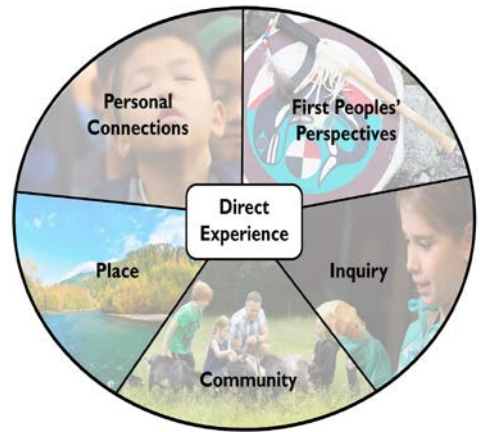 Personal
Connections
First Peoples'
Perspectives
Direct
Experience
Place
Inquiry
Community